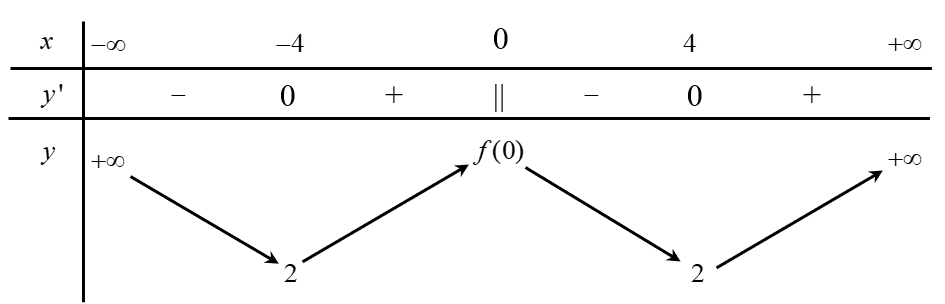 x –∞ –4 0 4 +∞
y' – 0 + || – 0 +
y +∞ f(0) +∞
2 2